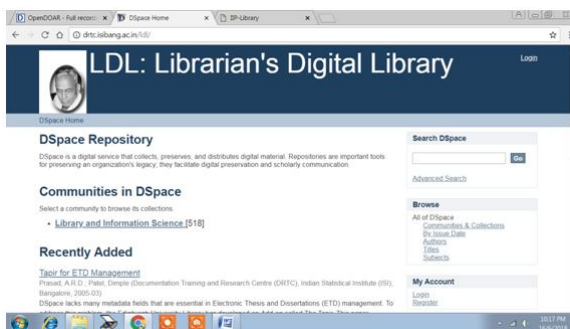 OpenDOAR - Full record
DSpace Home
IP-Library
drtc.isibang.ac.in/ldl/
LDL: Librarian's Digital Library
Login
DSpace Home
DSpace Repository
DSpace is a digital service that collects, preserves, and distributes digital material. Repositories are important tools
for preserving an organization's legacy; they facilitate digital preservation and scholarly communication.
Communities in DSpace
Select a community to browse its collections.
Library and Information Science [518]
Recently Added
Tapir for ETD Management
Prasad, A.R.D.; Patel, Dimple (Documentation Training and Research Centre (DRTC), Indian Statistical Institute (ISI),
Bangalore, 2005-03)
DSpace lacks many metadata fields that are essential in Electronic Thesis and Dissertations (ETD) management. To
Search DSpace
Go
Advanced Search
Browse
All of DSpace
Communities & Collections
By Issue Date
Authors
Titles
Subjects
My Account
Login
Register
10:17 PM